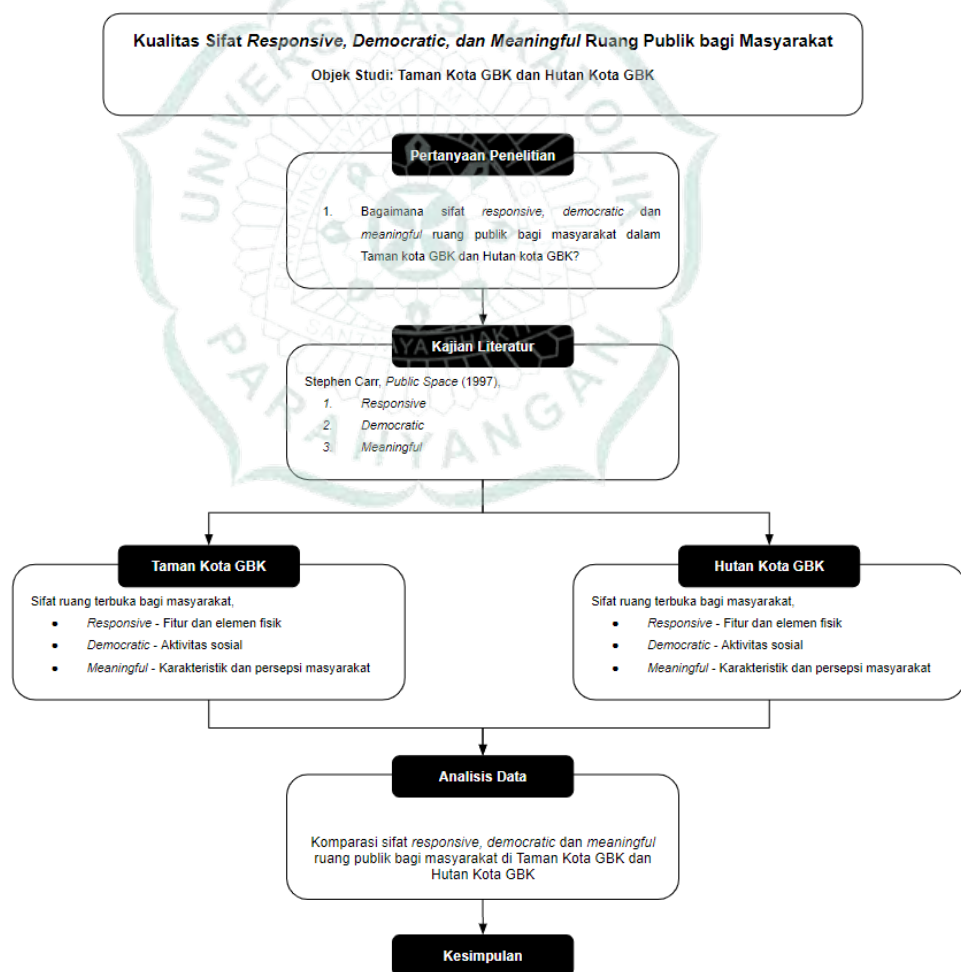 Kualitas Sifat Responsive, Democratic, dan Meaningful Ruang Publik bagi Masyarakat
Objek Studi: Taman Kota GBK dan Hutan Kota GBK
UNIVERSITAS KATOLIK
PARAHYANGAN
Pertanyaan Penelitian
1. Bagaimana sifat responsive, democratic dan
meaningful ruang publik bagi masyarakat dalam
Taman kota GBK dan Hutan kota GBK?
Kajian Literatur
Stephen Carr, Public Space (1997),
1. Responsive
2. Democratic
3. Meaningful
Taman Kota GBK
Sifat ruang terbuka bagi masyarakat,
● Responsive - Fitur dan elemen fisik
● Democratic - Aktivitas sosial
● Meaningful - Karakteristik dan persepsi masyarakat
Hutan Kota GBK
Sifat ruang terbuka bagi masyarakat,
● Responsive - Fitur dan elemen fisik
● Democratic - Aktivitas sosial
● Meaningful - Karakteristik dan persepsi masyarakat
Analisis Data
Komparasi sifat responsive, democratic dan meaningful
ruang publik bagi masyarakat di Taman Kota GBK dan
Hutan Kota GBK
Kesimpulan